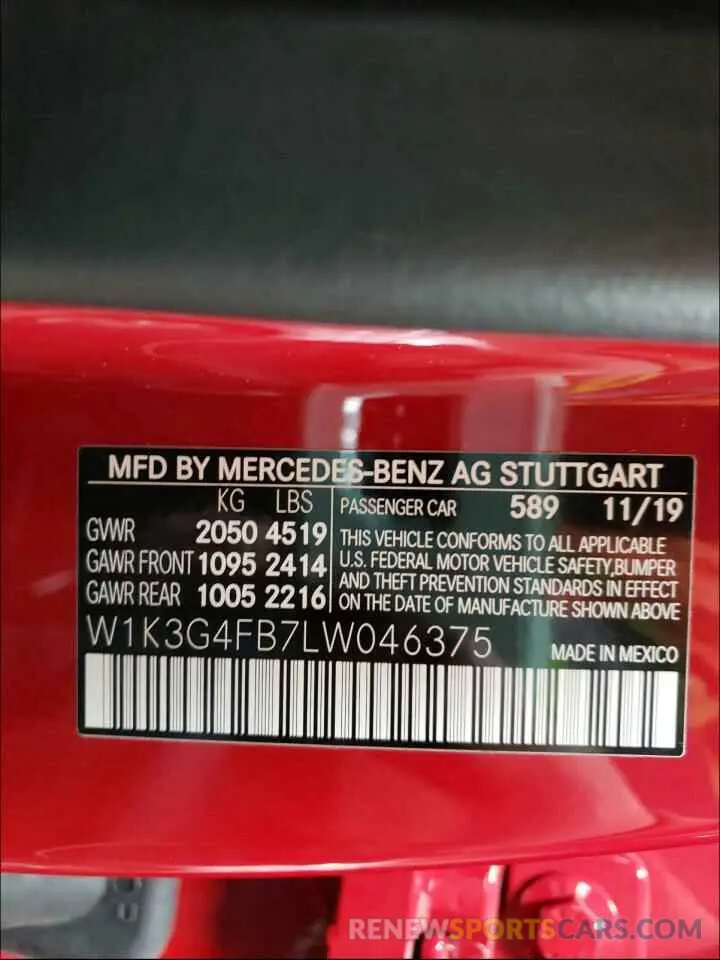 MFD BY MERCEDES-BENZ AG STUTTGART
KG LBS
GVWR 2050 4519
GAWR FRONT 1095 2414
GAWR REAR 1005 2216
PASSENGER CAR 589 11/19
THIS VEHICLE CONFORMS TO ALL APPLICABLE
U.S. FEDERAL MOTOR VEHICLE SAFETY,BUMPER
AND THEFT PREVENTION STANDARDS IN EFFECT
ON THE DATE OF MANUFACTURE SHOWN ABOVE
W1K3G4FB7LW046375
MADE IN MEXICO
RENEWSPORTSCARS.COM